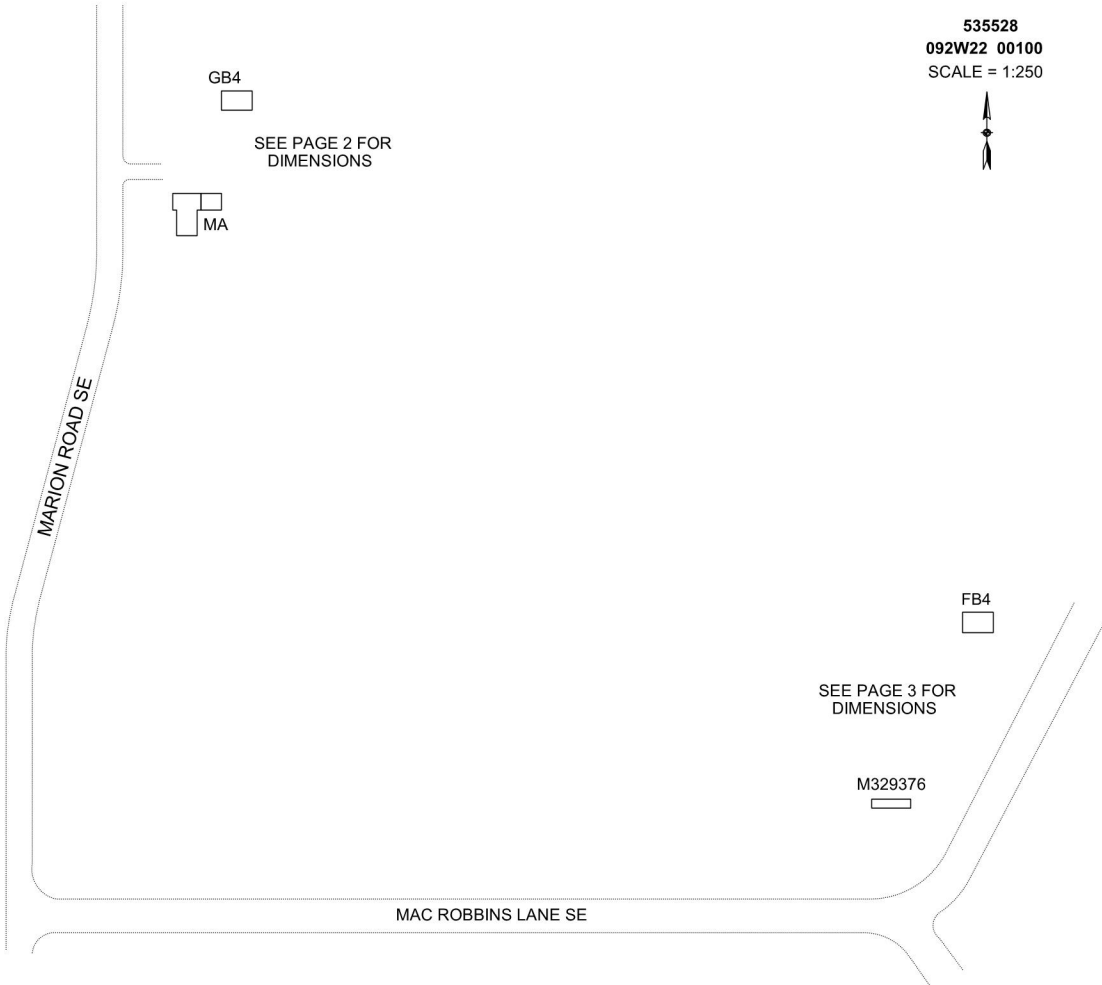 535528
092W22 00100
SCALE = 1:250
GB4
SEE PAGE 2 FOR
DIMENSIONS
MA
MARION ROAD SE
FB4
SEE PAGE 3 FOR
DIMENSIONS
M329376
MAC ROBBINS LANE SE